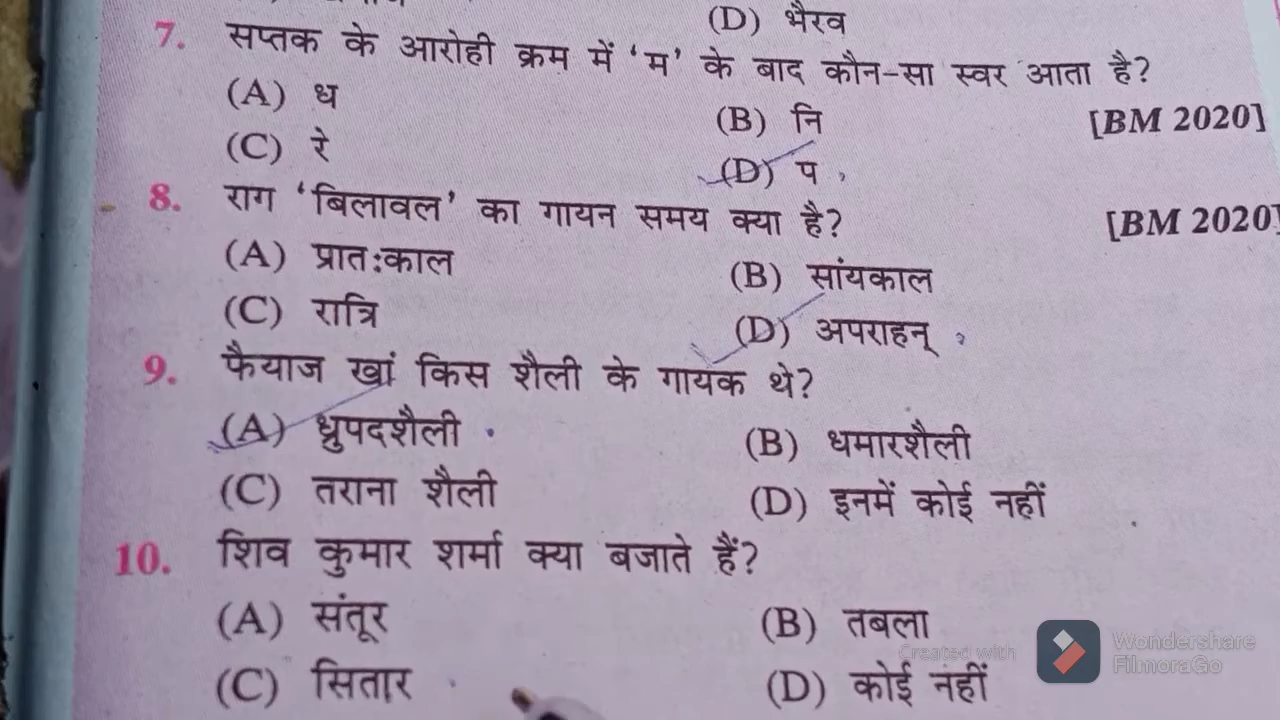 (D) भैरव
7. सप्तक के आरोही क्रम में ‘म’ के बाद कौन-सा स्वर आता है?
(A) ध (B) नि [BM 2020]
(C) रे (D) प
8. राग ‘बिलावल’ का गायन समय क्या है? [BM 2020]
(A) प्रात:काल (B) सांयकाल
(C) रात्रि (D) अपराहन्
9. फैयाज खां किस शैली के गायक थे?
(A) ध्रुपदशैली (B) धमारशैली
(C) तराना शैली (D) इनमें कोई नहीं
10. शिव कुमार शर्मा क्या बजाते हैं?
(A) संतूर (B) तबला
(C) सितार (D) कोई नहीं
Created with Wondershare FilmoraGo